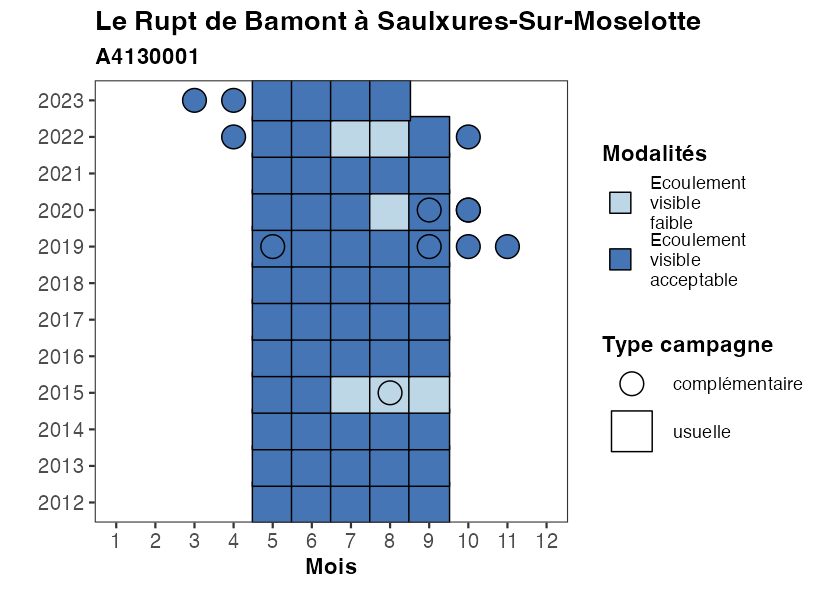 Le Rupt de Bamont à Saulxures-Sur-Moselotte
A4130001
2023
2022
2021
2020
2019
2018
2017
2016
2015
2014
2013
2012
1 2 3 4 5 6 7 8 9 10 11 12
Mois
Modalités
Ecoulement
visible
faible
Ecoulement
visible
acceptable
Type campagne
complémentaire
usuelle